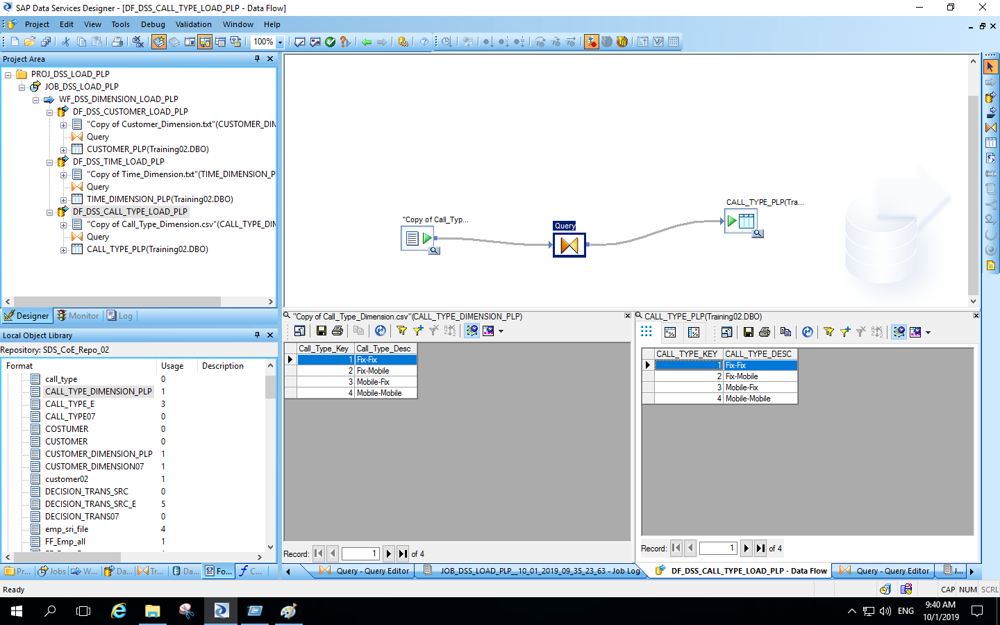 SAP Data Services Designer - [DF_DSS_CALL_TYPE_LOAD_PLP - Data Flow]
Project Edit View Tools Debug Validation Window Help
100%
Project Area
PROJ_DSS_LOAD_PLP
JOB_DSS_LOAD_PLP
WF_DSS_DIMENSION_LOAD_PLP
DF_DSS_CUSTOMER_LOAD_PLP
"Copy of Customer_Dimension.txt"(CUSTOMER_DIN
Query
CUSTOMER_PLP(Training02.DBO)
DF_DSS_TIME_LOAD_PLP
"Copy of Time_Dimension.txt"(TIME_DIMENSION_P
Query
TIME_DIMENSION_PLP(Training02.DBO)
DF_DSS_CALL_TYPE_LOAD_PLP
"Copy of Call_Type_Dimension.csv"(CALL_TYPE_DIN
Query
CALL_TYPE_PLP(Training02.DBO)
Designer Monitor Log
"Copy of Call_Typ...
Query
CALL_TYPE_PLP(Tra...
Local Object Library
Repository: SDS_CoE_Repo_02
Format Usage Description
call_type 0
CALL_TYPE_DIMENSION_PLP 1
CALL_TYPE_E 3
CALL_TYPE07 0
COSTUMER 0
CUSTOMER 0
CUSTOMER_DIMENSION_PLP 1
CUSTOMER_DIMENSION07 1
customer02 1
DECISION_TRANS_SRC 0
DECISION_TRANS_SRC_E 5
DECISION_TRANS07 0
emp_sri_file 4
FF_Emp_all 1
Pr... Jobs W... Da... Tr... Da... Fo... C...
"Copy of Call_Type_Dimension.csv"(CALL_TYPE_DIMENSION_PLP)
Call_Type_Key Call_Type_Desc
1 Fix-Fix
2 Fix-Mobile
3 Mobile-Fix
4 Mobile-Mobile
Record: 1 of 4
CALL_TYPE_PLP(Training02.DBO)
CALL_TYPE_KEY CALL_TYPE_DESC
1 Fix-Fix
2 Fix-Mobile
3 Mobile-Fix
4 Mobile-Mobile
Record: 1 of 4
Query - Query Editor JOB_DSS_LOAD_PLP__10_01_2019_09_35_23_63 - Job Log DF_DSS_CALL_TYPE_LOAD_PLP - Data Flow Query - Query Editor J...
Ready CAP NUM SCRL
ENG
9:40 AM
10/1/2019